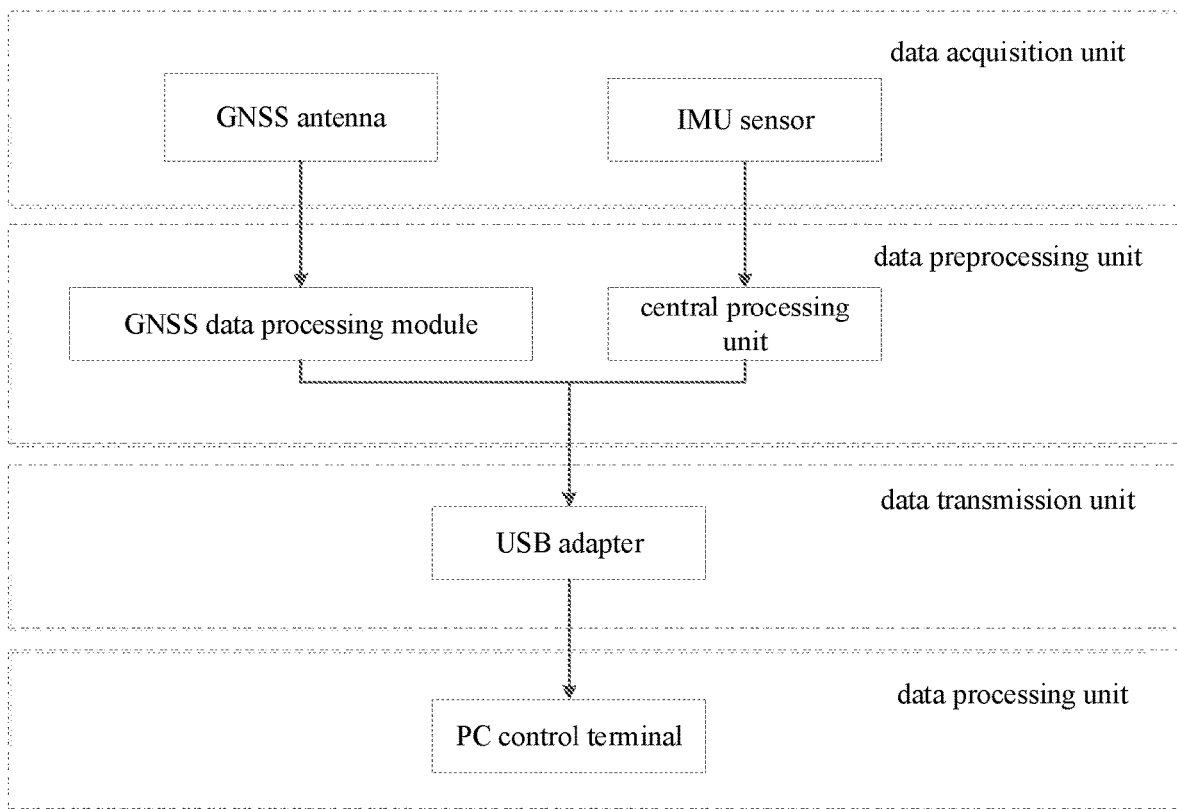 data acquisition unit
GNSS antenna
IMU sensor
data preprocessing unit
GNSS data processing module
central processing
unit
data transmission unit
USB adapter
data processing unit
PC control terminal